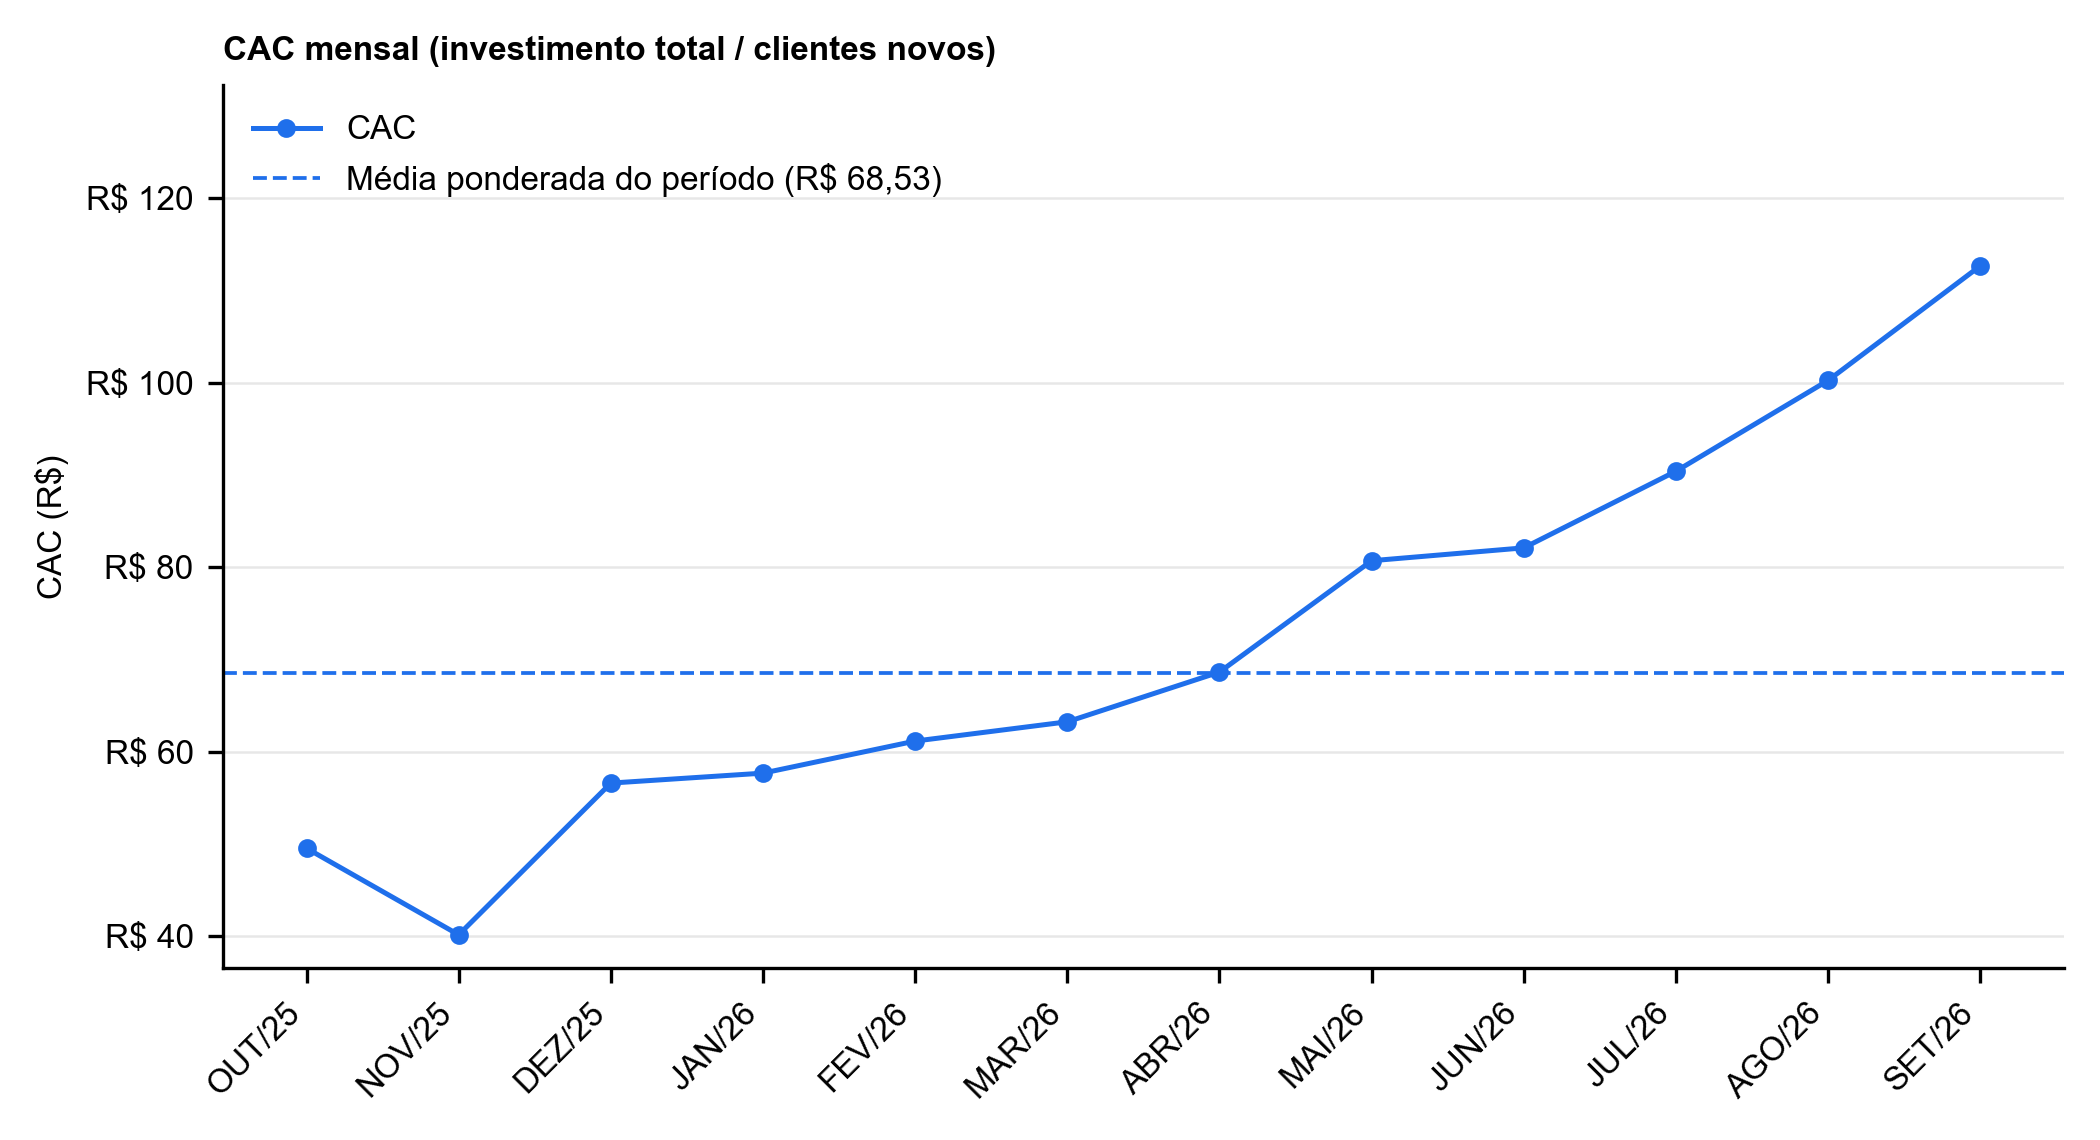 CAC mensal (investimento total / clientes novos)
CAC
Média ponderada do período (R$ 68,53)
CAC (R$)
R$ 120
R$ 100
R$ 80
R$ 60
R$ 40
OUT/25
NOV/25
DEZ/25
JAN/26
FEV/26
MAR/26
ABR/26
MAI/26
JUN/26
JUL/26
AGO/26
SET/26